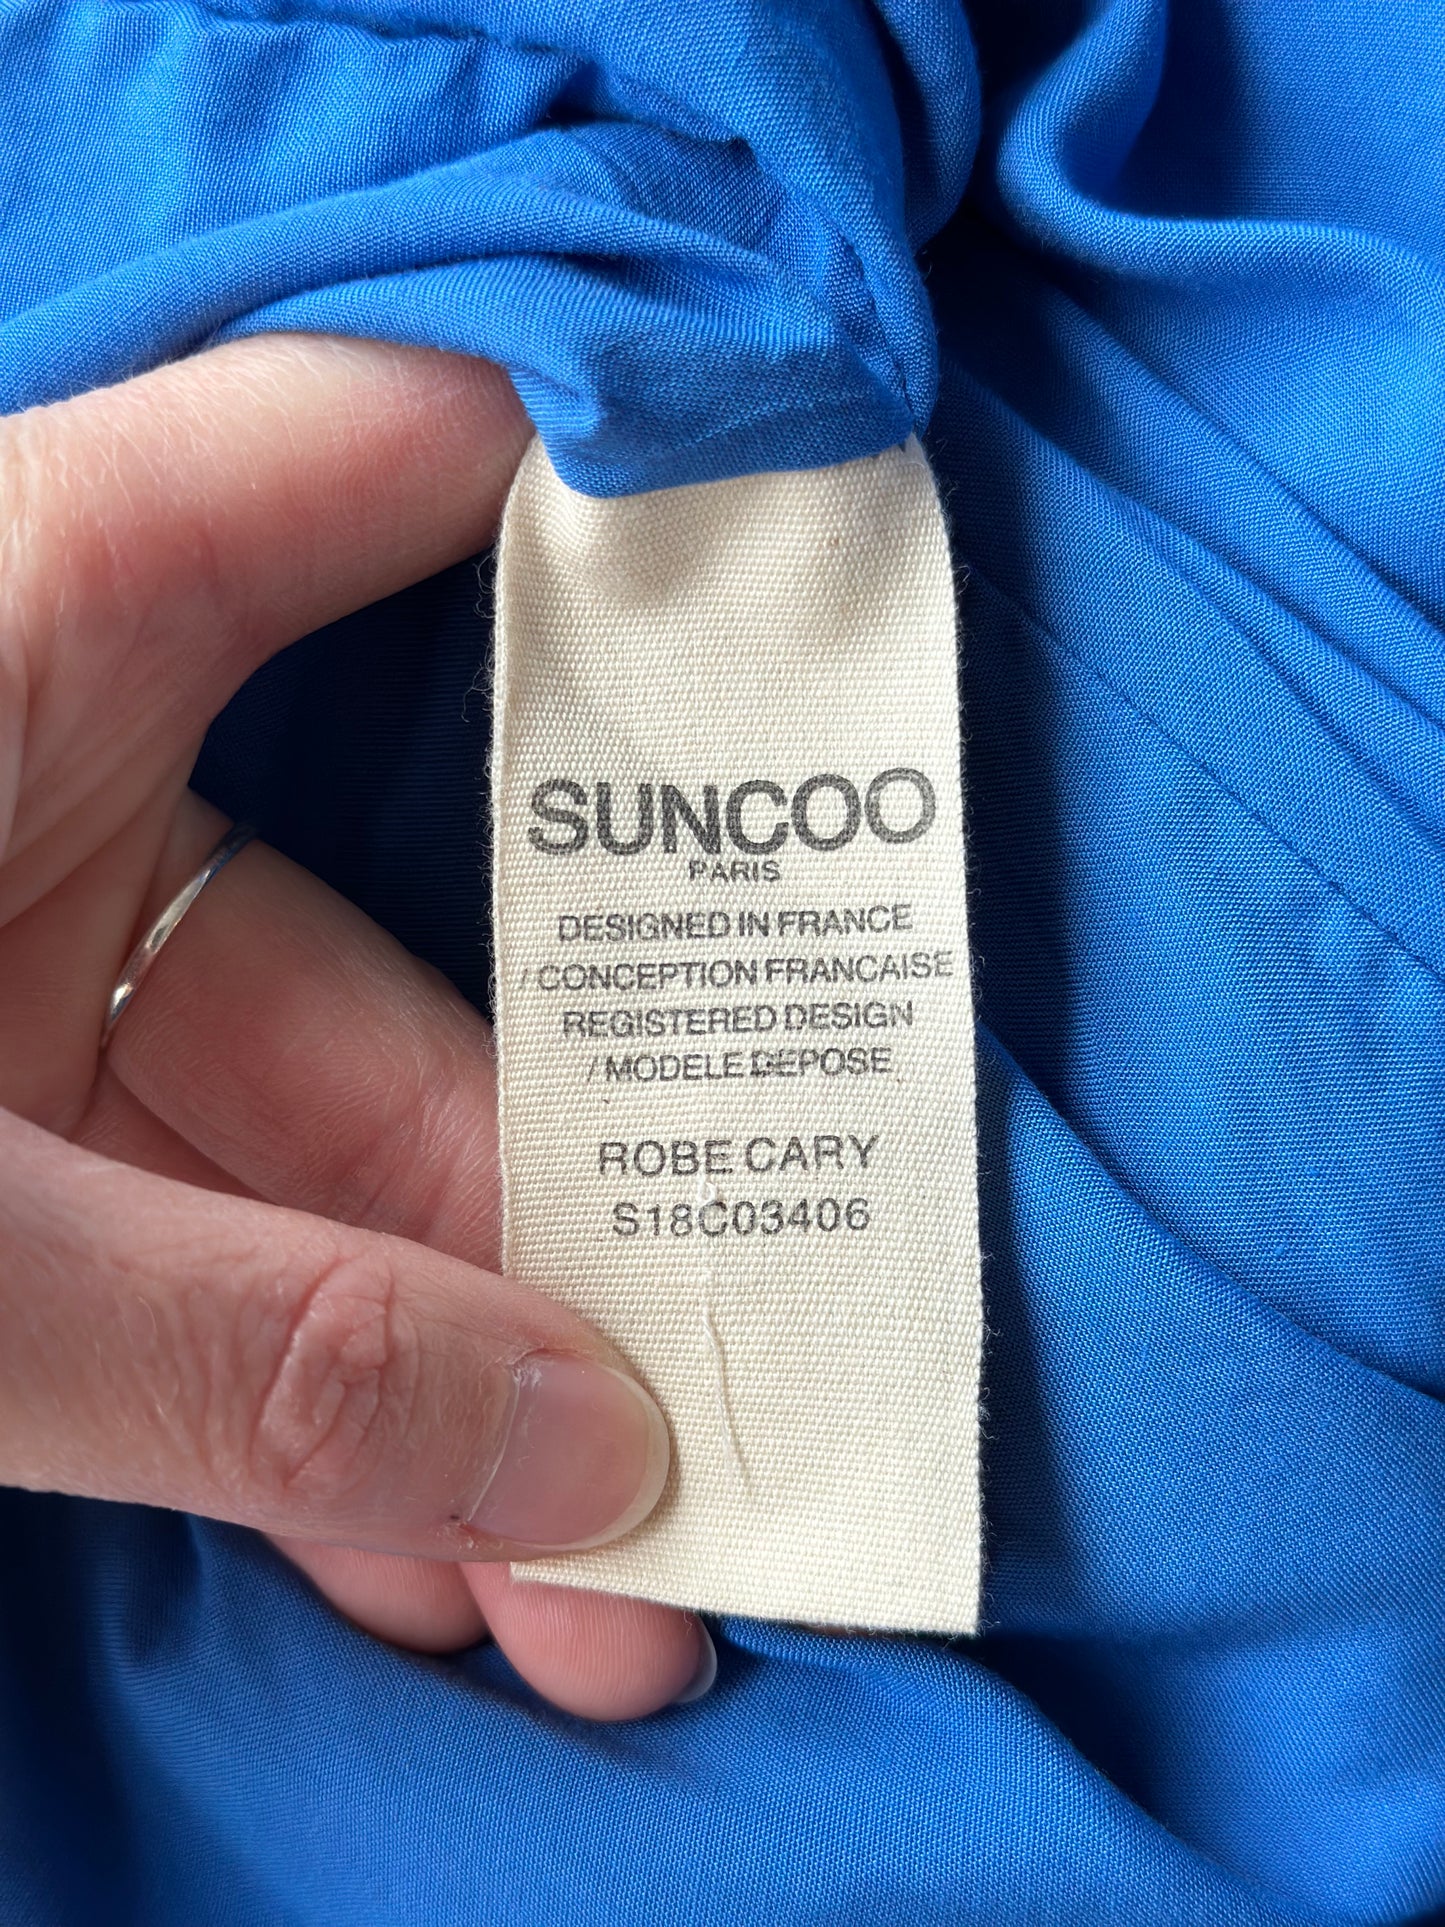 SUNCOO
PARIS
DESIGNED IN FRANCE
/ CONCEPTION FRANCAISE
REGISTERED DESIGN
/ MODELE DEPOSE
ROBE CARY
S18C03406